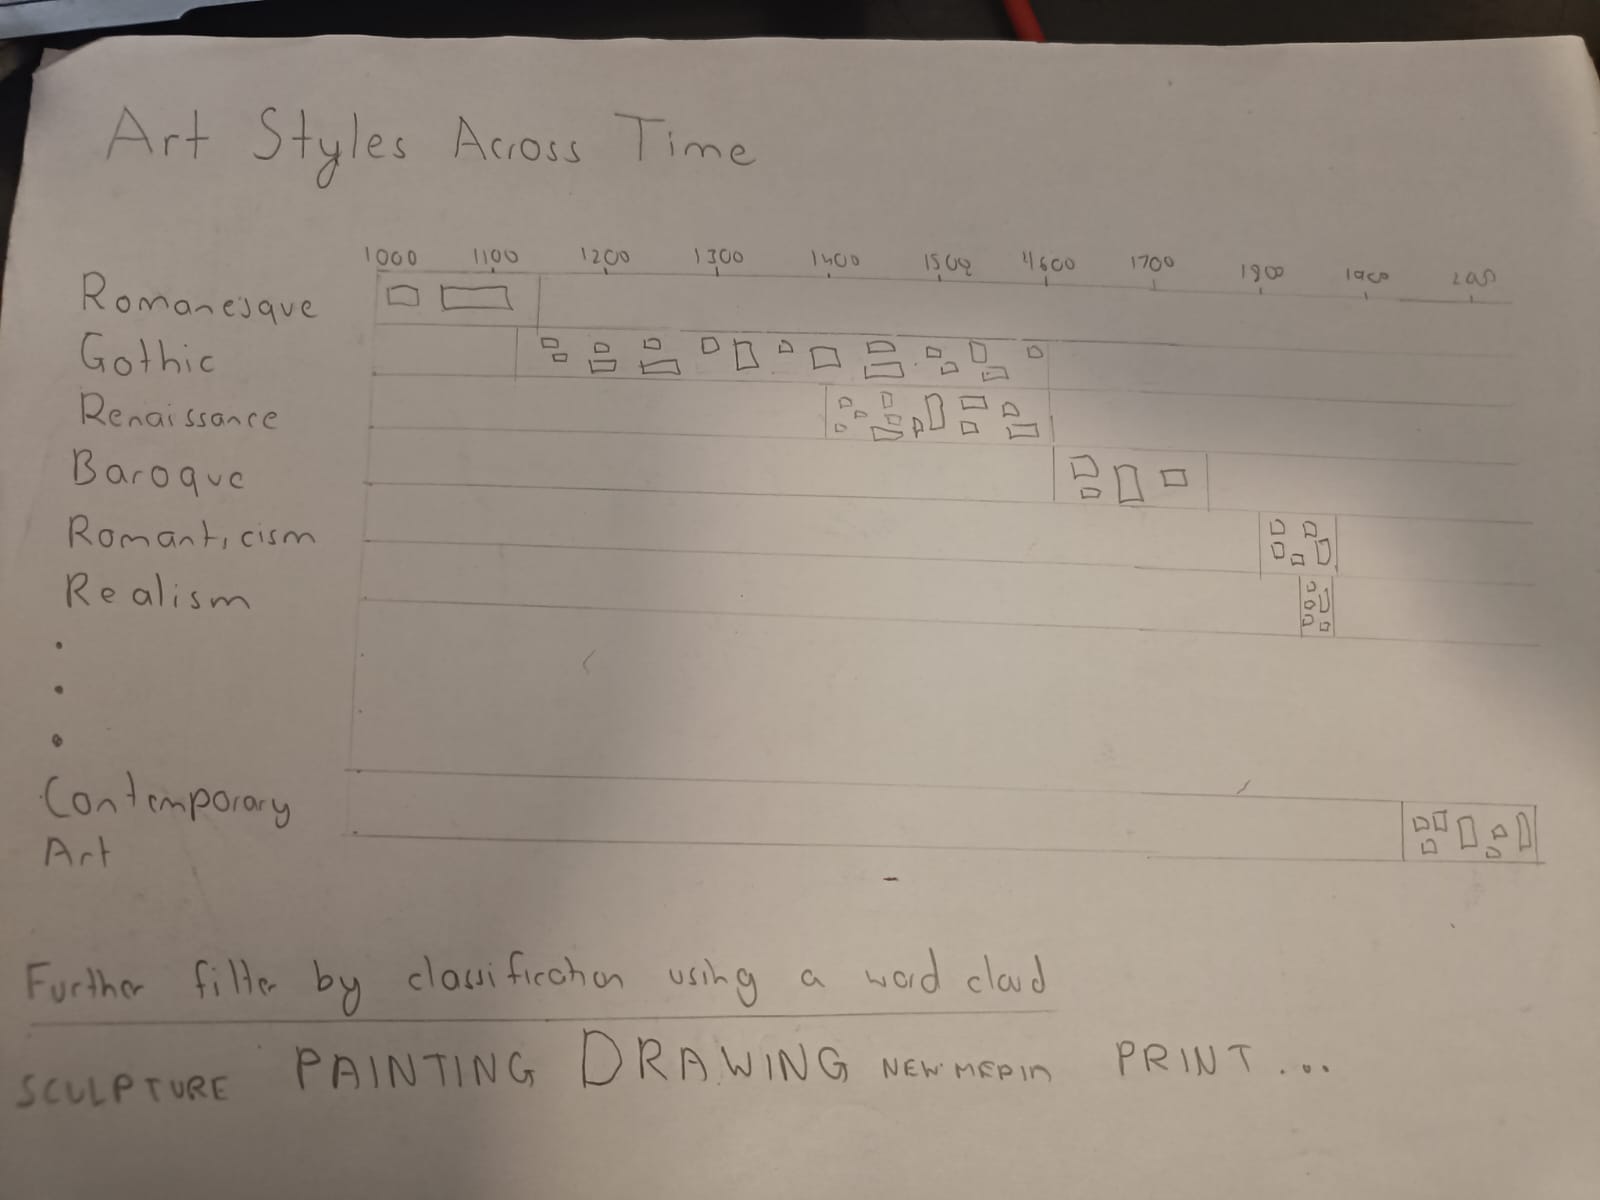 Art Styles Across Time
1000 1100 1200 1300 1400 1500 1600 1700 1800 1900 2000
Romanesque
Gothic
Renaissance
Baroque
Romanticism
Realism
Contemporary
Art
Further filter by classification using a word cloud
SCULPTURE PAINTING DRAWING NEW MEDIA PRINT...